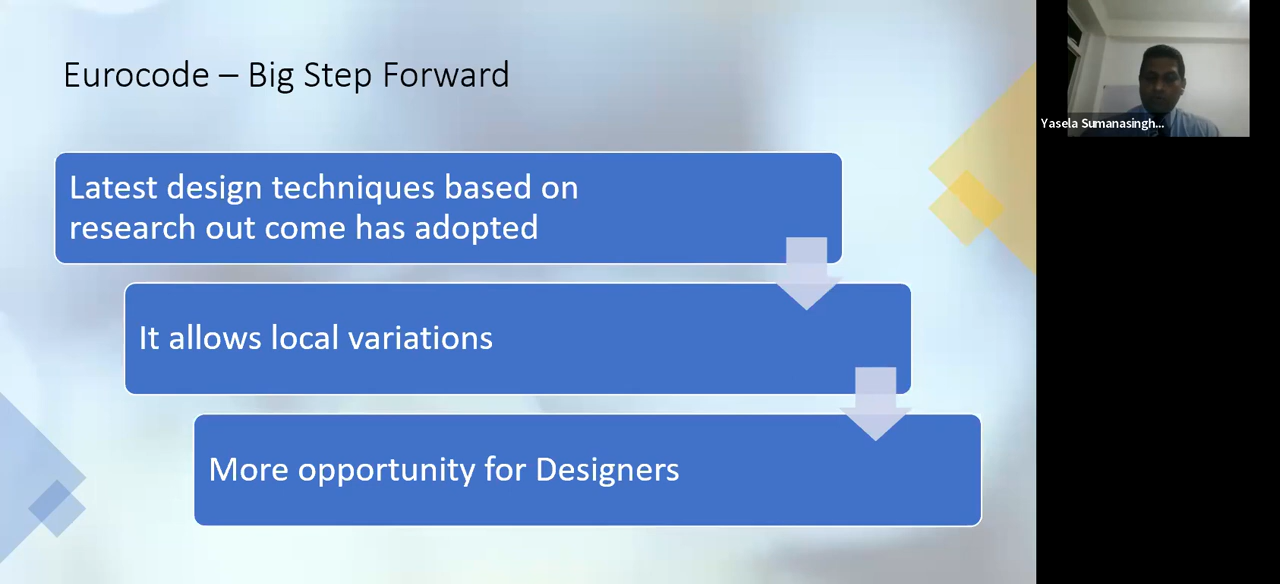 Eurocode – Big Step Forward
Latest design techniques based on
research out come has adopted
It allows local variations
More opportunity for Designers
Yasela Sumanasingh...